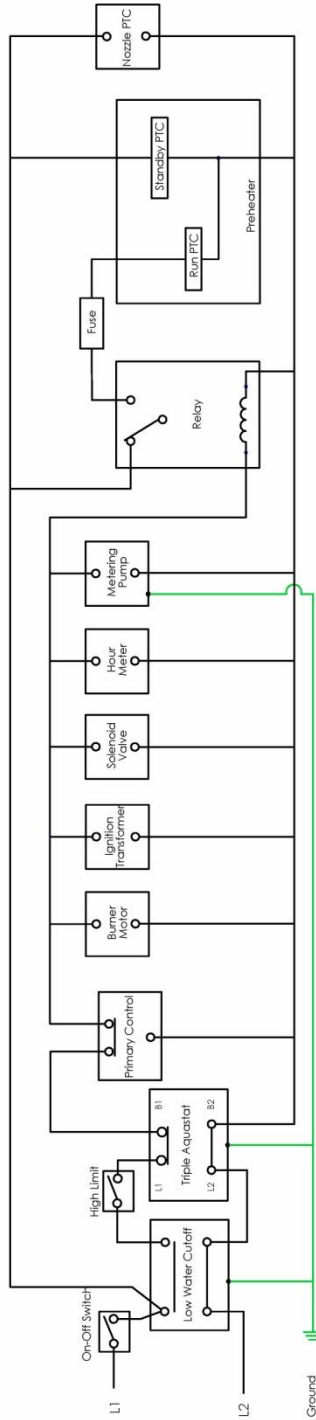 L1
L2
Ground
On-Off Switch
Low Water Cutoff
High Limit
L1
B1
Triple Aquastat
L2
B2
Primary Control
Burner
Motor
Ignition
Transformer
Solenoid
Valve
Hour
Meter
Metering
Pump
Relay
Fuse
Run PTC
Standby PTC
Preheater
Nozzle PTC